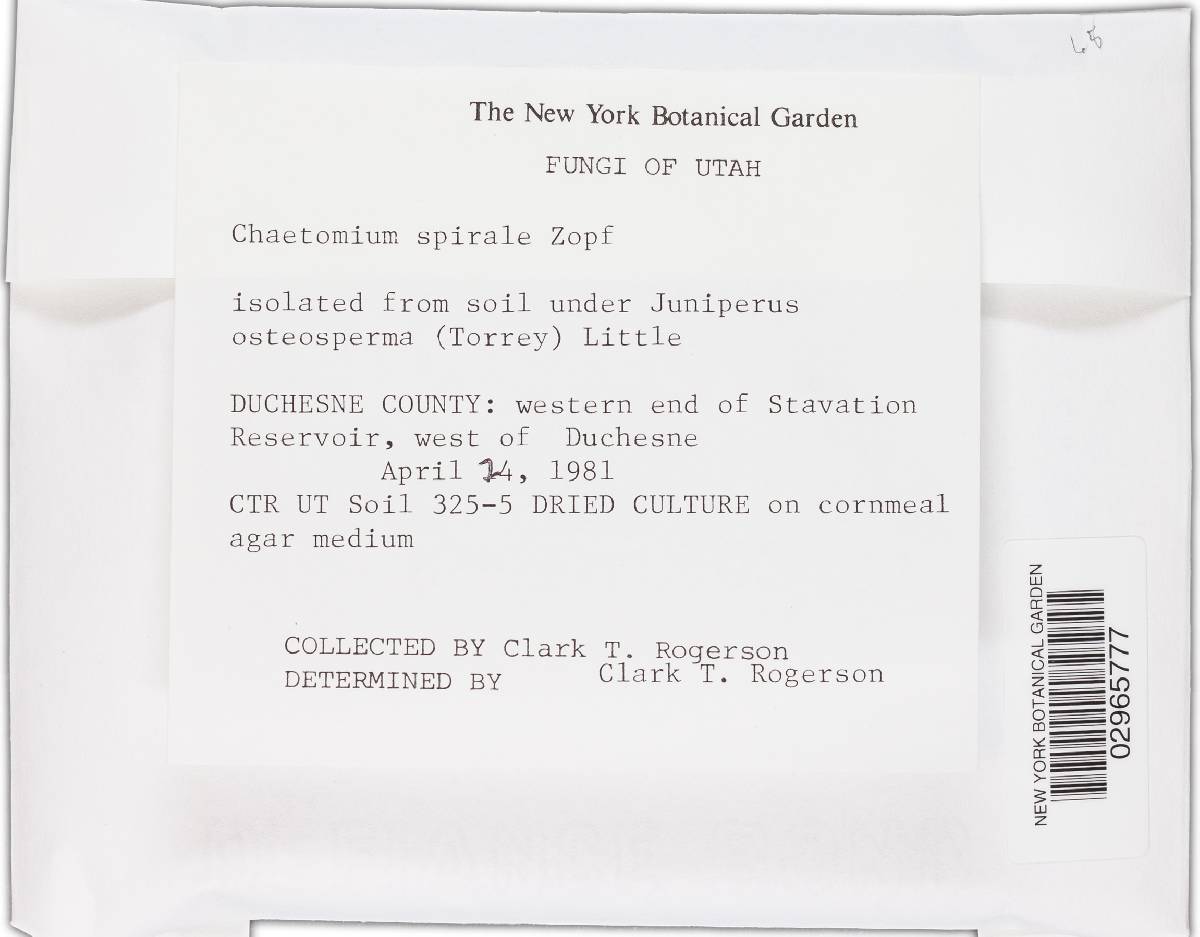 68
The New York Botanical Garden
FUNGI OF UTAH
Chaetomium spirale Zopf
isolated from soil under Juniperus
osteosperma (Torrey) Little
DUCHESNE COUNTY: western end of Stavation
Reservoir, west of Duchesne
April 24, 1981
CTR UT Soil 325-5 DRIED CULTURE on cornmeal
agar medium
COLLECTED BY Clark T. Rogerson
DETERMINED BY Clark T. Rogerson
NEW YORK BOTANICAL GARDEN
02965777